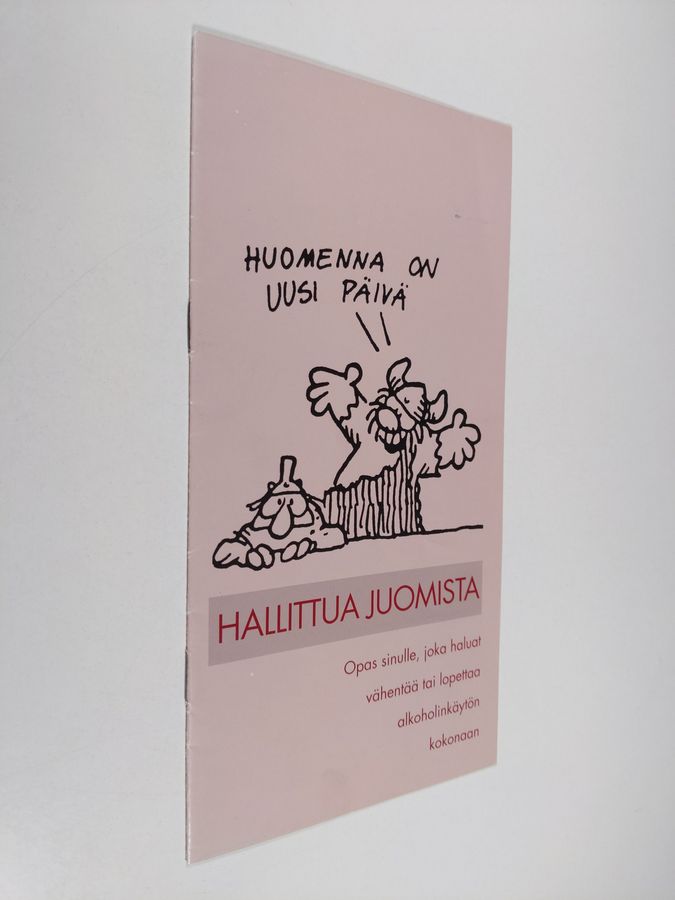 HUOMENNA ON
UUSI PÄIVÄ
HALLITTUA JUOMISTA
Opas sinulle, joka haluat
vähentää tai lopettaa
alkoholinkäytön
kokonaan